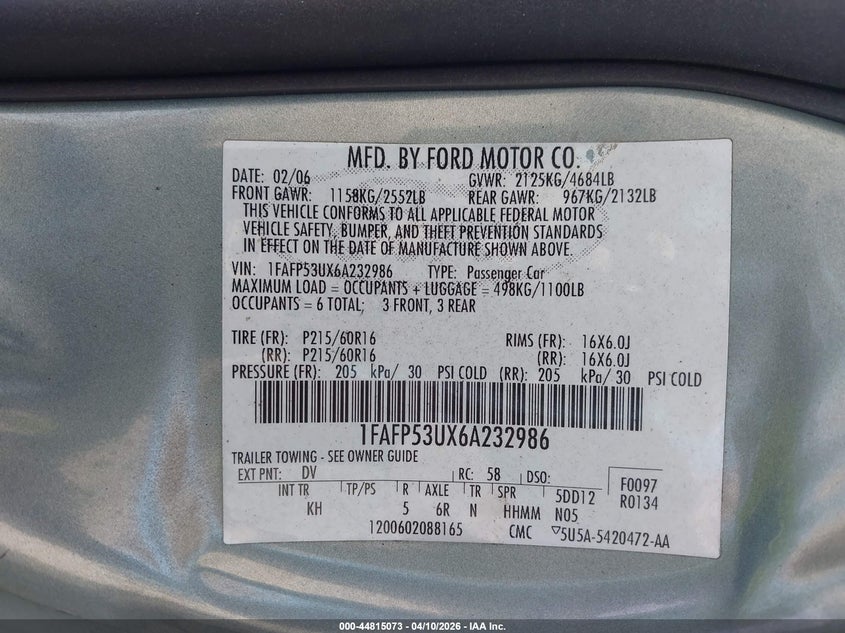 MFD. BY FORD MOTOR CO.
DATE: 02/06 GVWR: 2125KG/4684LB
FRONT GAWR: 1158KG/2552LB REAR GAWR: 967KG/2132LB
THIS VEHICLE CONFORMS TO ALL APPLICABLE FEDERAL MOTOR
VEHICLE SAFETY, BUMPER, AND THEFT PREVENTION STANDARDS
IN EFFECT ON THE DATE OF MANUFACTURE SHOWN ABOVE.
VIN: 1FAFP53UX6A232986 TYPE: Passenger Car
MAXIMUM LOAD = OCCUPANTS + LUGGAGE = 498KG/1100LB
OCCUPANTS = 6 TOTAL; 3 FRONT, 3 REAR
TIRE (FR): P215/60R16 RIMS (FR): 16X6.0J
(RR): P215/60R16 (RR): 16X6.0J
PRESSURE (FR): 205 kPa/ 30 PSI COLD (RR): 205 kPa/ 30 PSI COLD
1FAFP53UX6A232986
TRAILER TOWING - SEE OWNER GUIDE
EXT PNT: DV RC: 58 DSO: F0097
INT TR TP/PS R AXLE TR SPR 5DD12 R0134
KH 5 6R N HHMM N05
1200602088165 CMC ▽5U5A-5420472-AA
000-44815073 - 04/10/2026 - IAA Inc.